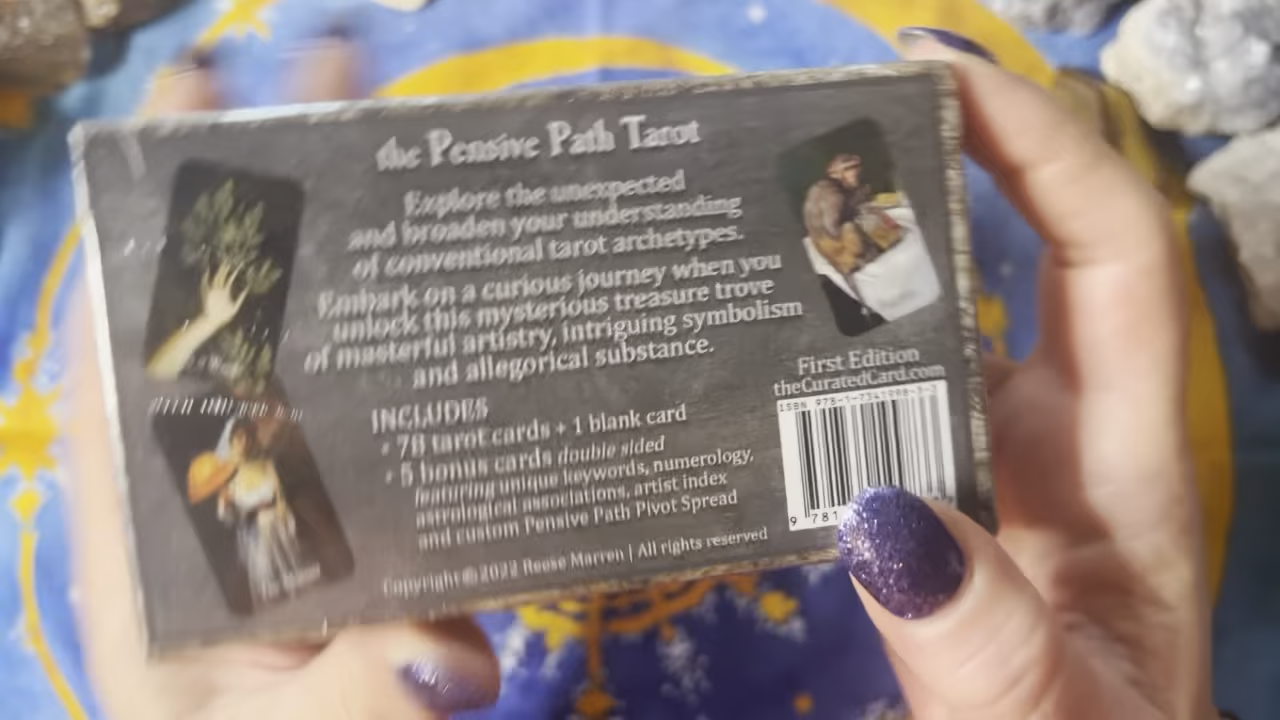 the Pensive Path Tarot
Explore the unexpected
and broaden your understanding
of conventional tarot archetypes.
Embark on a curious journey when you
unlock this mysterious treasure trove
of masterful artistry, intriguing symbolism
and allegorical substance.
INCLUDES
• 78 tarot cards + 1 blank card
• 5 bonus cards double sided
featuring unique keywords, numerology,
astrological associations, artist index
and custom Pensive Path Pivot Spread
Copyright © 2022 Reese Marren | All rights reserved
First Edition
theCuratedCard.com
ISBN
9 781